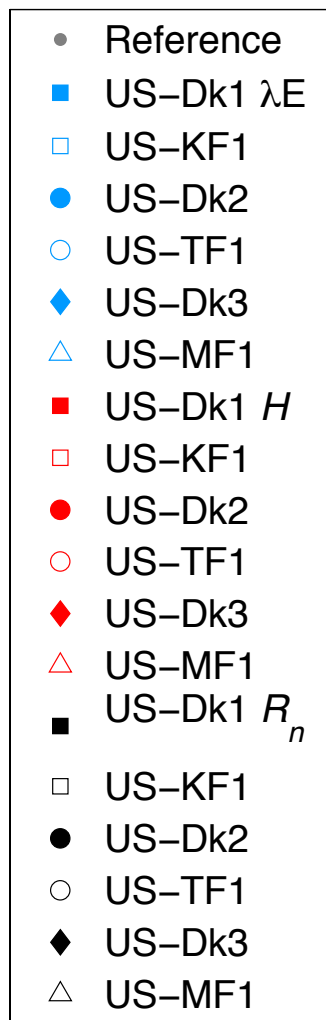 Reference
US−Dk1 λE
US−KF1
US−Dk2
US−TF1
US−Dk3
US−MF1
US−Dk1 H
US−KF1
US−Dk2
US−TF1
US−Dk3
US−MF1
US−Dk1 Rn
US−KF1
US−Dk2
US−TF1
US−Dk3
US−MF1